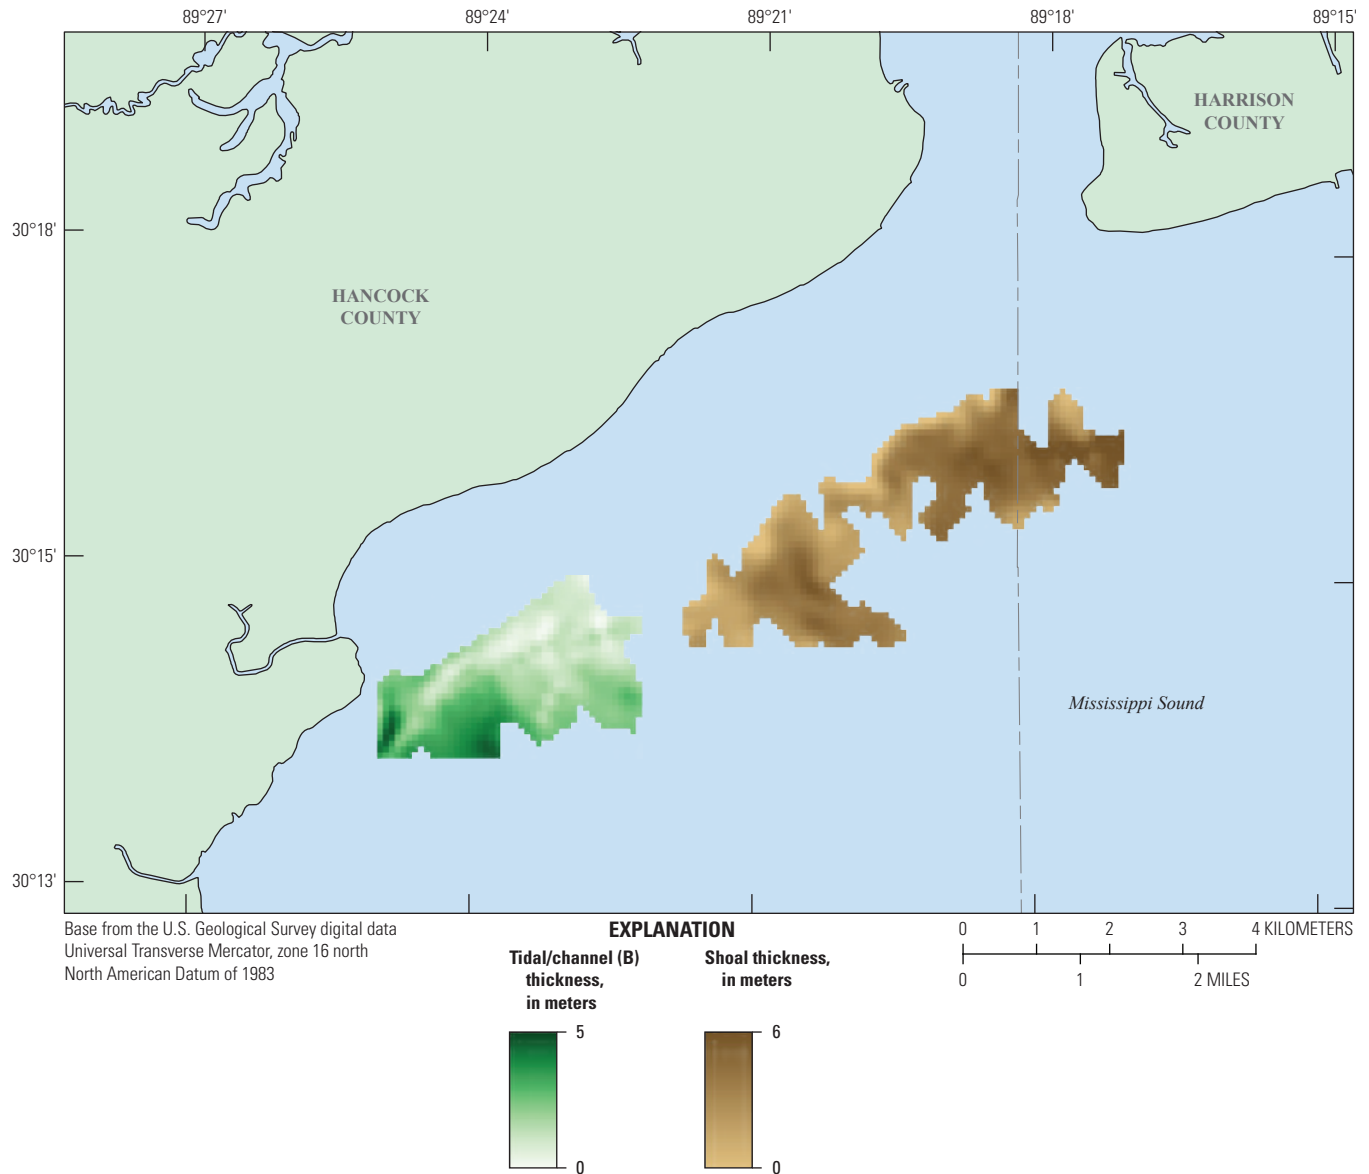 89°27'
89°24'
89°21'
89°18'
89°15'
HARRISON
COUNTY
30°18'
HANCOCK
COUNTY
30°15'
Mississippi Sound
30°13'
Base from the U.S. Geological Survey digital data
Universal Transverse Mercator, zone 16 north
North American Datum of 1983
EXPLANATION
Tidal/channel (B)
thickness,
in meters
5
0
Shoal thickness,
in meters
6
0
0 1 2 3 4 KILOMETERS
0 1 2 MILES